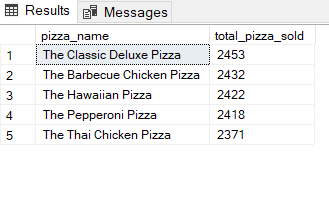 Results Messages
pizza_name total_pizza_sold
1 The Classic Deluxe Pizza 2453
2 The Barbecue Chicken Pizza 2432
3 The Hawaiian Pizza 2422
4 The Pepperoni Pizza 2418
5 The Thai Chicken Pizza 2371